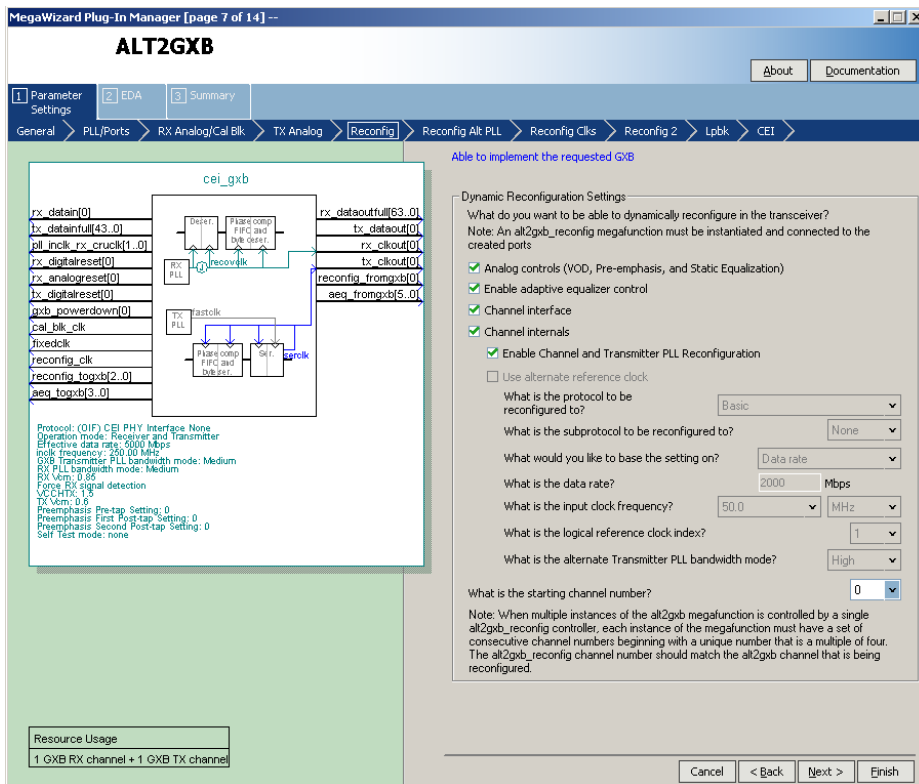 MegaWizard Plug-In Manager [page 7 of 14] --
ALT2GXB
About
Documentation
1 Parameter Settings
2 EDA
3 Summary
General
PLL/Ports
RX Analog/Cal Blk
TX Analog
Reconfig
Reconfig Alt PLL
Reconfig Clks
Reconfig 2
Lpbk
CEI
cei_gxb
rx_datain[0]
tx_datainfull[43..0]
pll_inclk_rx_cruclk[1..0]
rx_digitalreset[0]
rx_analogreset[0]
tx_digitalreset[0]
gxb_powerdown[0]
cal_blk_clk
fixedclk
reconfig_clk
reconfig_togxb[2..0]
aeq_togxb[3..0]
rx_dataoutfull[63..0]
tx_dataout[0]
rx_clkout[0]
tx_clkout[0]
reconfig_fromgxb[0]
aeq_fromgxb[5..0]
Deser.
Phase comp
FIFO and
byte deser.
RX
PLL
recovclk
TX
PLL
fastclk
Phase comp
FIFO and
byte ser.
Ser.
serclk
Protocol: (OIF) CEI PHY Interface None
Operation mode: Receiver and Transmitter
Effective data rate: 5000 Mbps
inclk frequency: 250.00 MHz
GXB Transmitter PLL bandwidth mode: Medium
RX PLL bandwidth mode: Medium
RX Vcm: 0.85
Force RX signal detection
VCCHTX: 1.5
TX Vcm: 0.6
Preemphasis Pre-tap Setting: 0
Preemphasis First Post-tap Setting: 0
Preemphasis Second Post-tap Setting: 0
Self Test mode: none
Resource Usage
1 GXB RX channel + 1 GXB TX channel
Able to implement the requested GXB
Dynamic Reconfiguration Settings
What do you want to be able to dynamically reconfigure in the transceiver?
Note: An alt2gxb_reconfig megafunction must be instantiated and connected to the
created ports
Analog controls (VOD, Pre-emphasis, and Static Equalization)
Enable adaptive equalizer control
Channel interface
Channel internals
Enable Channel and Transmitter PLL Reconfiguration
Use alternate reference clock
What is the protocol to be
reconfigured to?
Basic
What is the subprotocol to be reconfigured to?
None
What would you like to base the setting on?
Data rate
What is the data rate?
2000
Mbps
What is the input clock frequency?
50.0
MHz
What is the logical reference clock index?
1
What is the alternate Transmitter PLL bandwidth mode?
High
What is the starting channel number?
0
Note: When multiple instances of the alt2gxb megafunction is controlled by a single
alt2gxb_reconfig controller, each instance of the megafunction must have a set of
consecutive channel numbers beginning with a unique number that is a multiple of four.
The alt2gxb_reconfig channel number should match the alt2gxb channel that is being
reconfigured.
Cancel
< Back
Next >
Finish